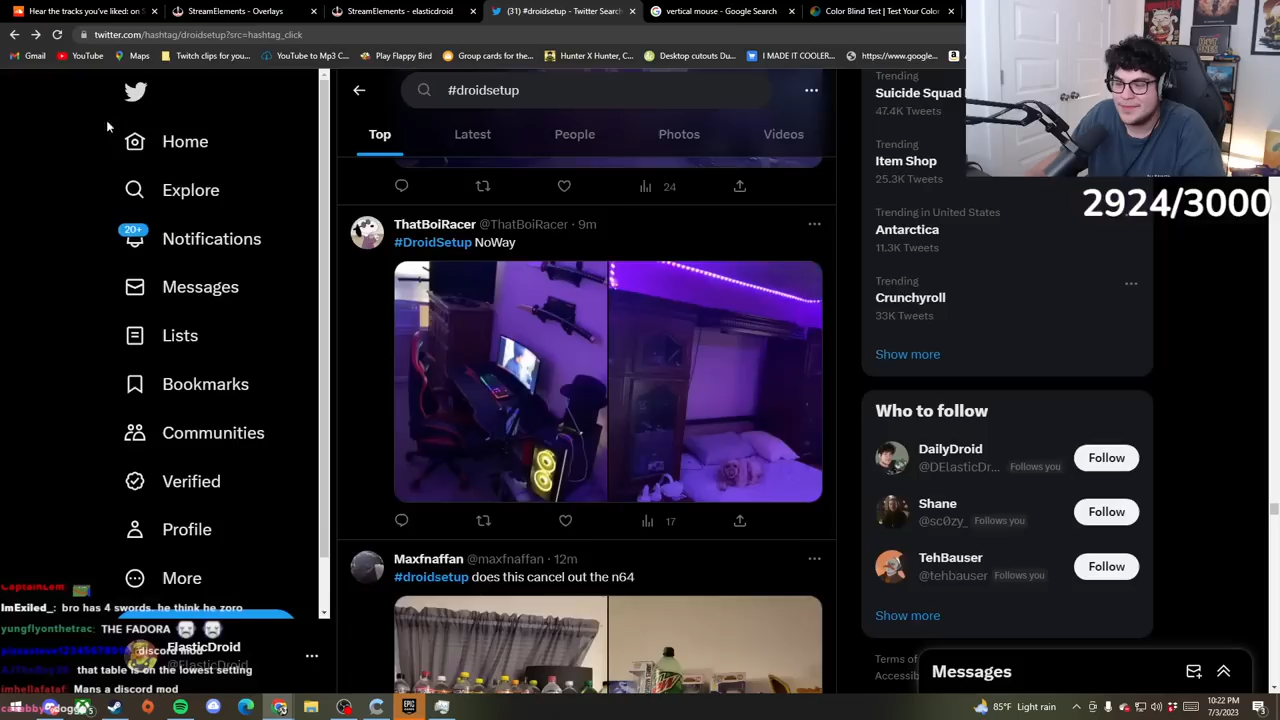 Hear the tracks you've liked: on S
StreamElements - Overlays
StreamElements - elasticdroid
(31) #droidsetup - Twitter Search
vertical mouse - Google Search
Color Blind Test | Test Your Color
twitter.com/hashtag/droidsetup?src=hashtag_click
Gmail
YouTube
Maps
Twitch clips for you...
YouTube to Mp3 C...
Play Flappy Bird
Group cards for the...
Hunter X Hunter, C...
Desktop cutouts Du...
I MADE IT COOLER...
https://www.google...
Home
Explore
20+
Notifications
Messages
Lists
Bookmarks
Communities
Verified
Profile
More
ElasticDroid
@ElasticDroid
ImExiled_: bro has 4 swords, he think he zoro
yungflyonthetrac: THE FADORA
discord mod
that table is on the lowest setting
imhellafataf: Mans a discord mod
#droidsetup
Top
Latest
People
Photos
Videos
24
ThatBoiRacer @ThatBoiRacer · 9m
#DroidSetup NoWay
17
Maxfnaffan @maxfnaffan · 12m
#droidsetup does this cancel out the n64
Trending
Suicide Squad
47.4K Tweets
Trending
Item Shop
25.3K Tweets
Trending in United States
Antarctica
11.3K Tweets
Trending
Crunchyroll
33K Tweets
Show more
2924/3000
Who to follow
DailyDroid
@DElasticDr... Follows you
Follow
Shane
@sc0zy_ Follows you
Follow
TehBauser
@tehbauser Follows you
Follow
Show more
Terms of
Messages
85°F Light rain
10:22 PM
7/3/2023